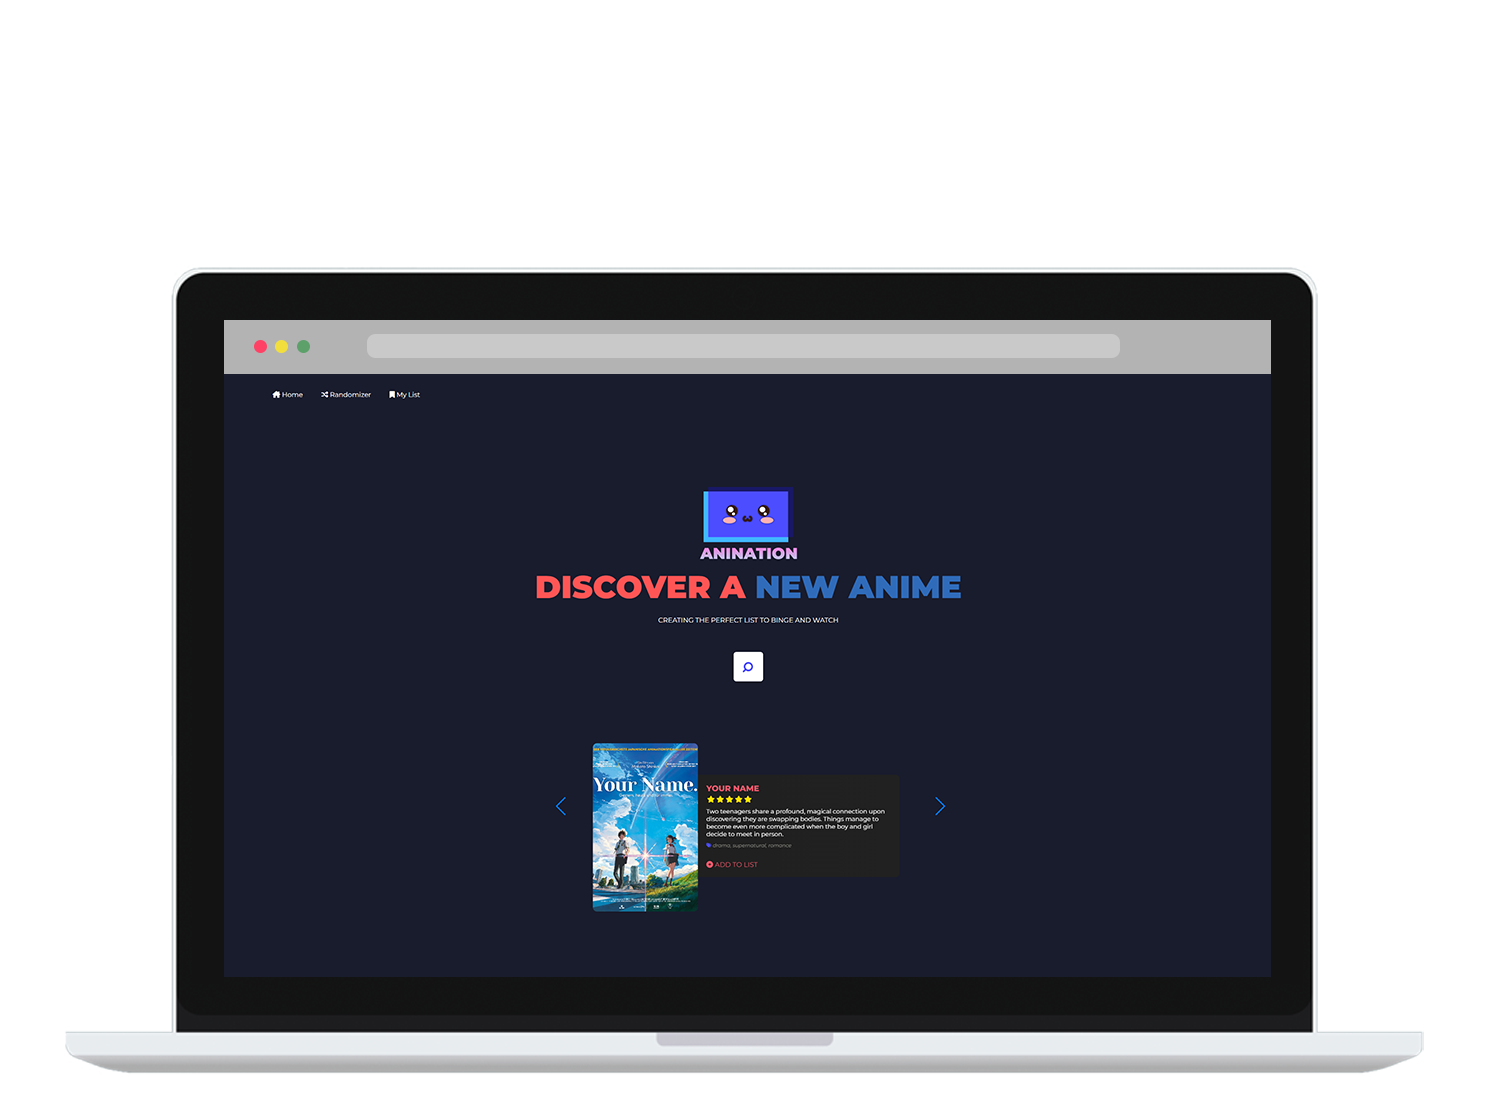 Home Randomizer My List
ANINATION
DISCOVER A NEW ANIME
CREATING THE PERFECT LIST TO BINGE AND WATCH
Your Name.
YOUR NAME
Two teenagers share a profound, magical connection upon
discovering they are swapping bodies. Things manage to
become even more complicated when the boy and girl
decide to meet in person.
drama, supernatural, romance
ADD TO LIST